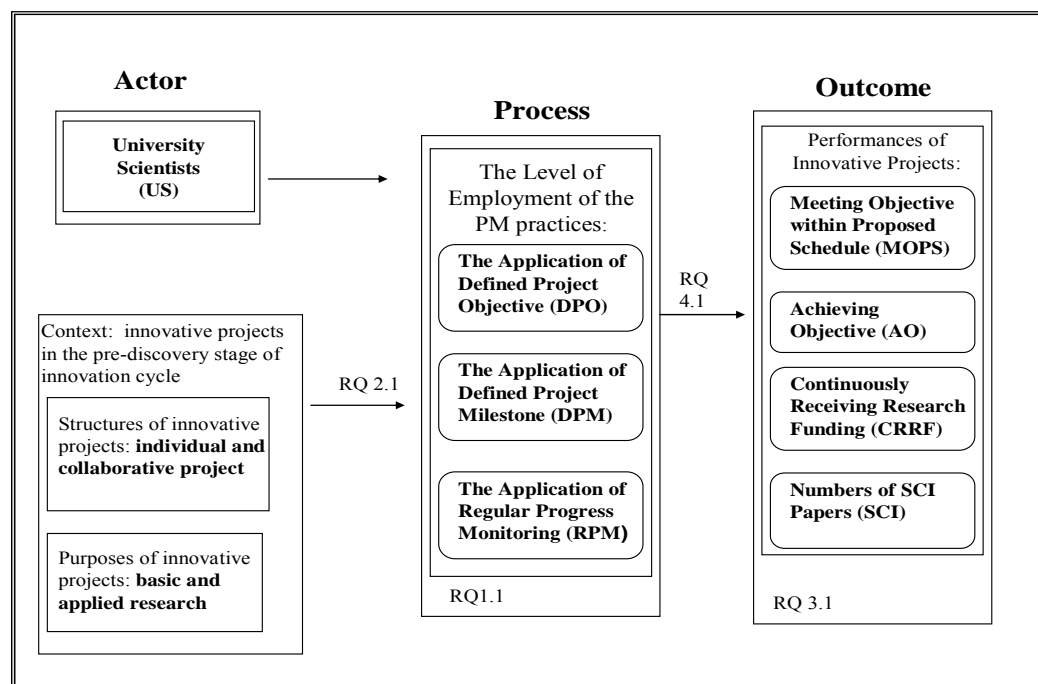 Actor
University
Scientists
(US)
Context: innovative projects
in the pre-discovery stage of
innovation cycle
Structures of innovative
projects: individual and
collaborative project
Purposes of innovative
projects: basic and
applied research
RQ 2.1
Process
The Level of
Employment of the
PM practices:
The Application of
Defined Project
Objective (DPO)
The Application of
Defined Project
Milestone (DPM)
The Application of
Regular Progress
Monitoring (RPM)
RQ1.1
RQ
4.1
Outcome
Performances of
Innovative Projects:
Meeting Objective
within Proposed
Schedule (MOPS)
Achieving
Objective (AO)
Continuously
Receiving Research
Funding (CRRF)
Numbers of SCI
Papers (SCI)
RQ 3.1